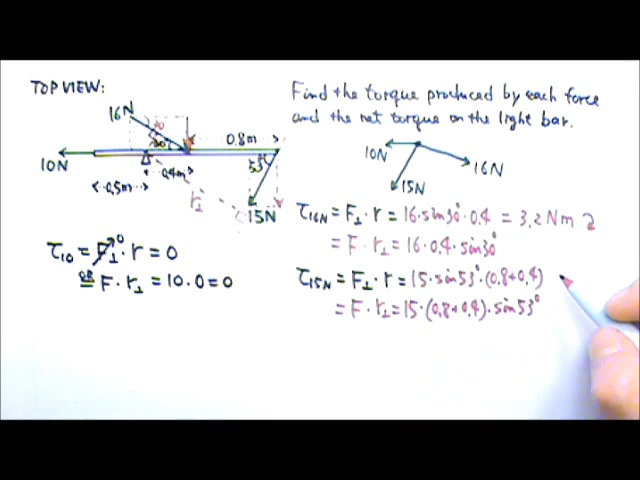 TOP VIEW:
Find the torque produced by each force
and the net torque on the light bar.
16N
30°
0.8m
10N
53°
0.5m
0.4m
r⊥
15N
10N
16N
15N
τ16N = F⊥ · r = 16 · sin30° · 0.4 = 3.2 Nm
= F · r⊥ = 16 · 0.4 · sin30°
τ10 = F⊥ · r = 0
0
OR = F · r⊥ = 10 · 0 = 0
τ15N = F⊥ · r = 15 · sin53° · (0.8+0.4)
= F · r⊥ = 15 · (0.8+0.4) · sin53°